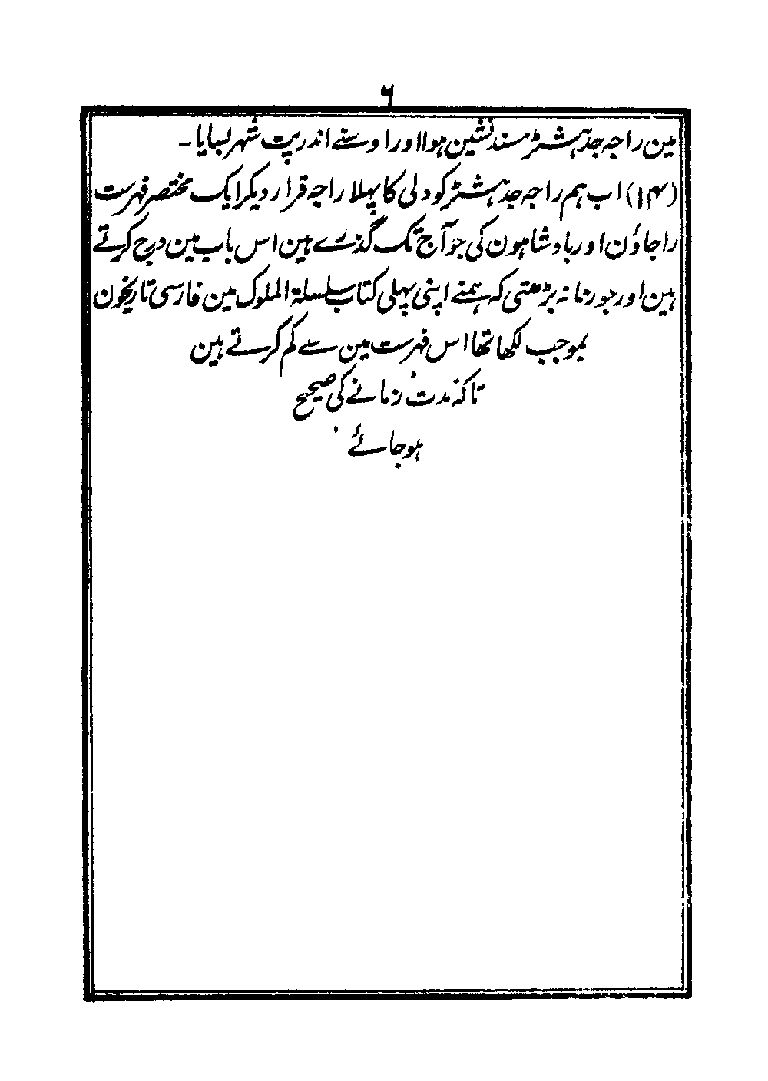 ۶
مین راجہ جدہشٹر مسند نشین ہوا اور اوسنے اندرپت شہر بسایا۔
(۱۴) اب ہم راجہ جدہشٹر کو دلی کا پہلا راجہ قرار دیکر ایک مختصر فہرست
راجاؤن اور بادشاہون کی جو آج تک گذرے ہین اس باب مین درج کرتے
ہین اور جو زمانہ بڑھتی کہ ہمنے اپنی پہلی کتاب سلسلۃ الملوک مین فارسی تاریخون
بموجب لکھا تھا اس فہرست مین سے کم کرتے ہین
تاکہ مدت زمانے کی صحیح
ہوجائے